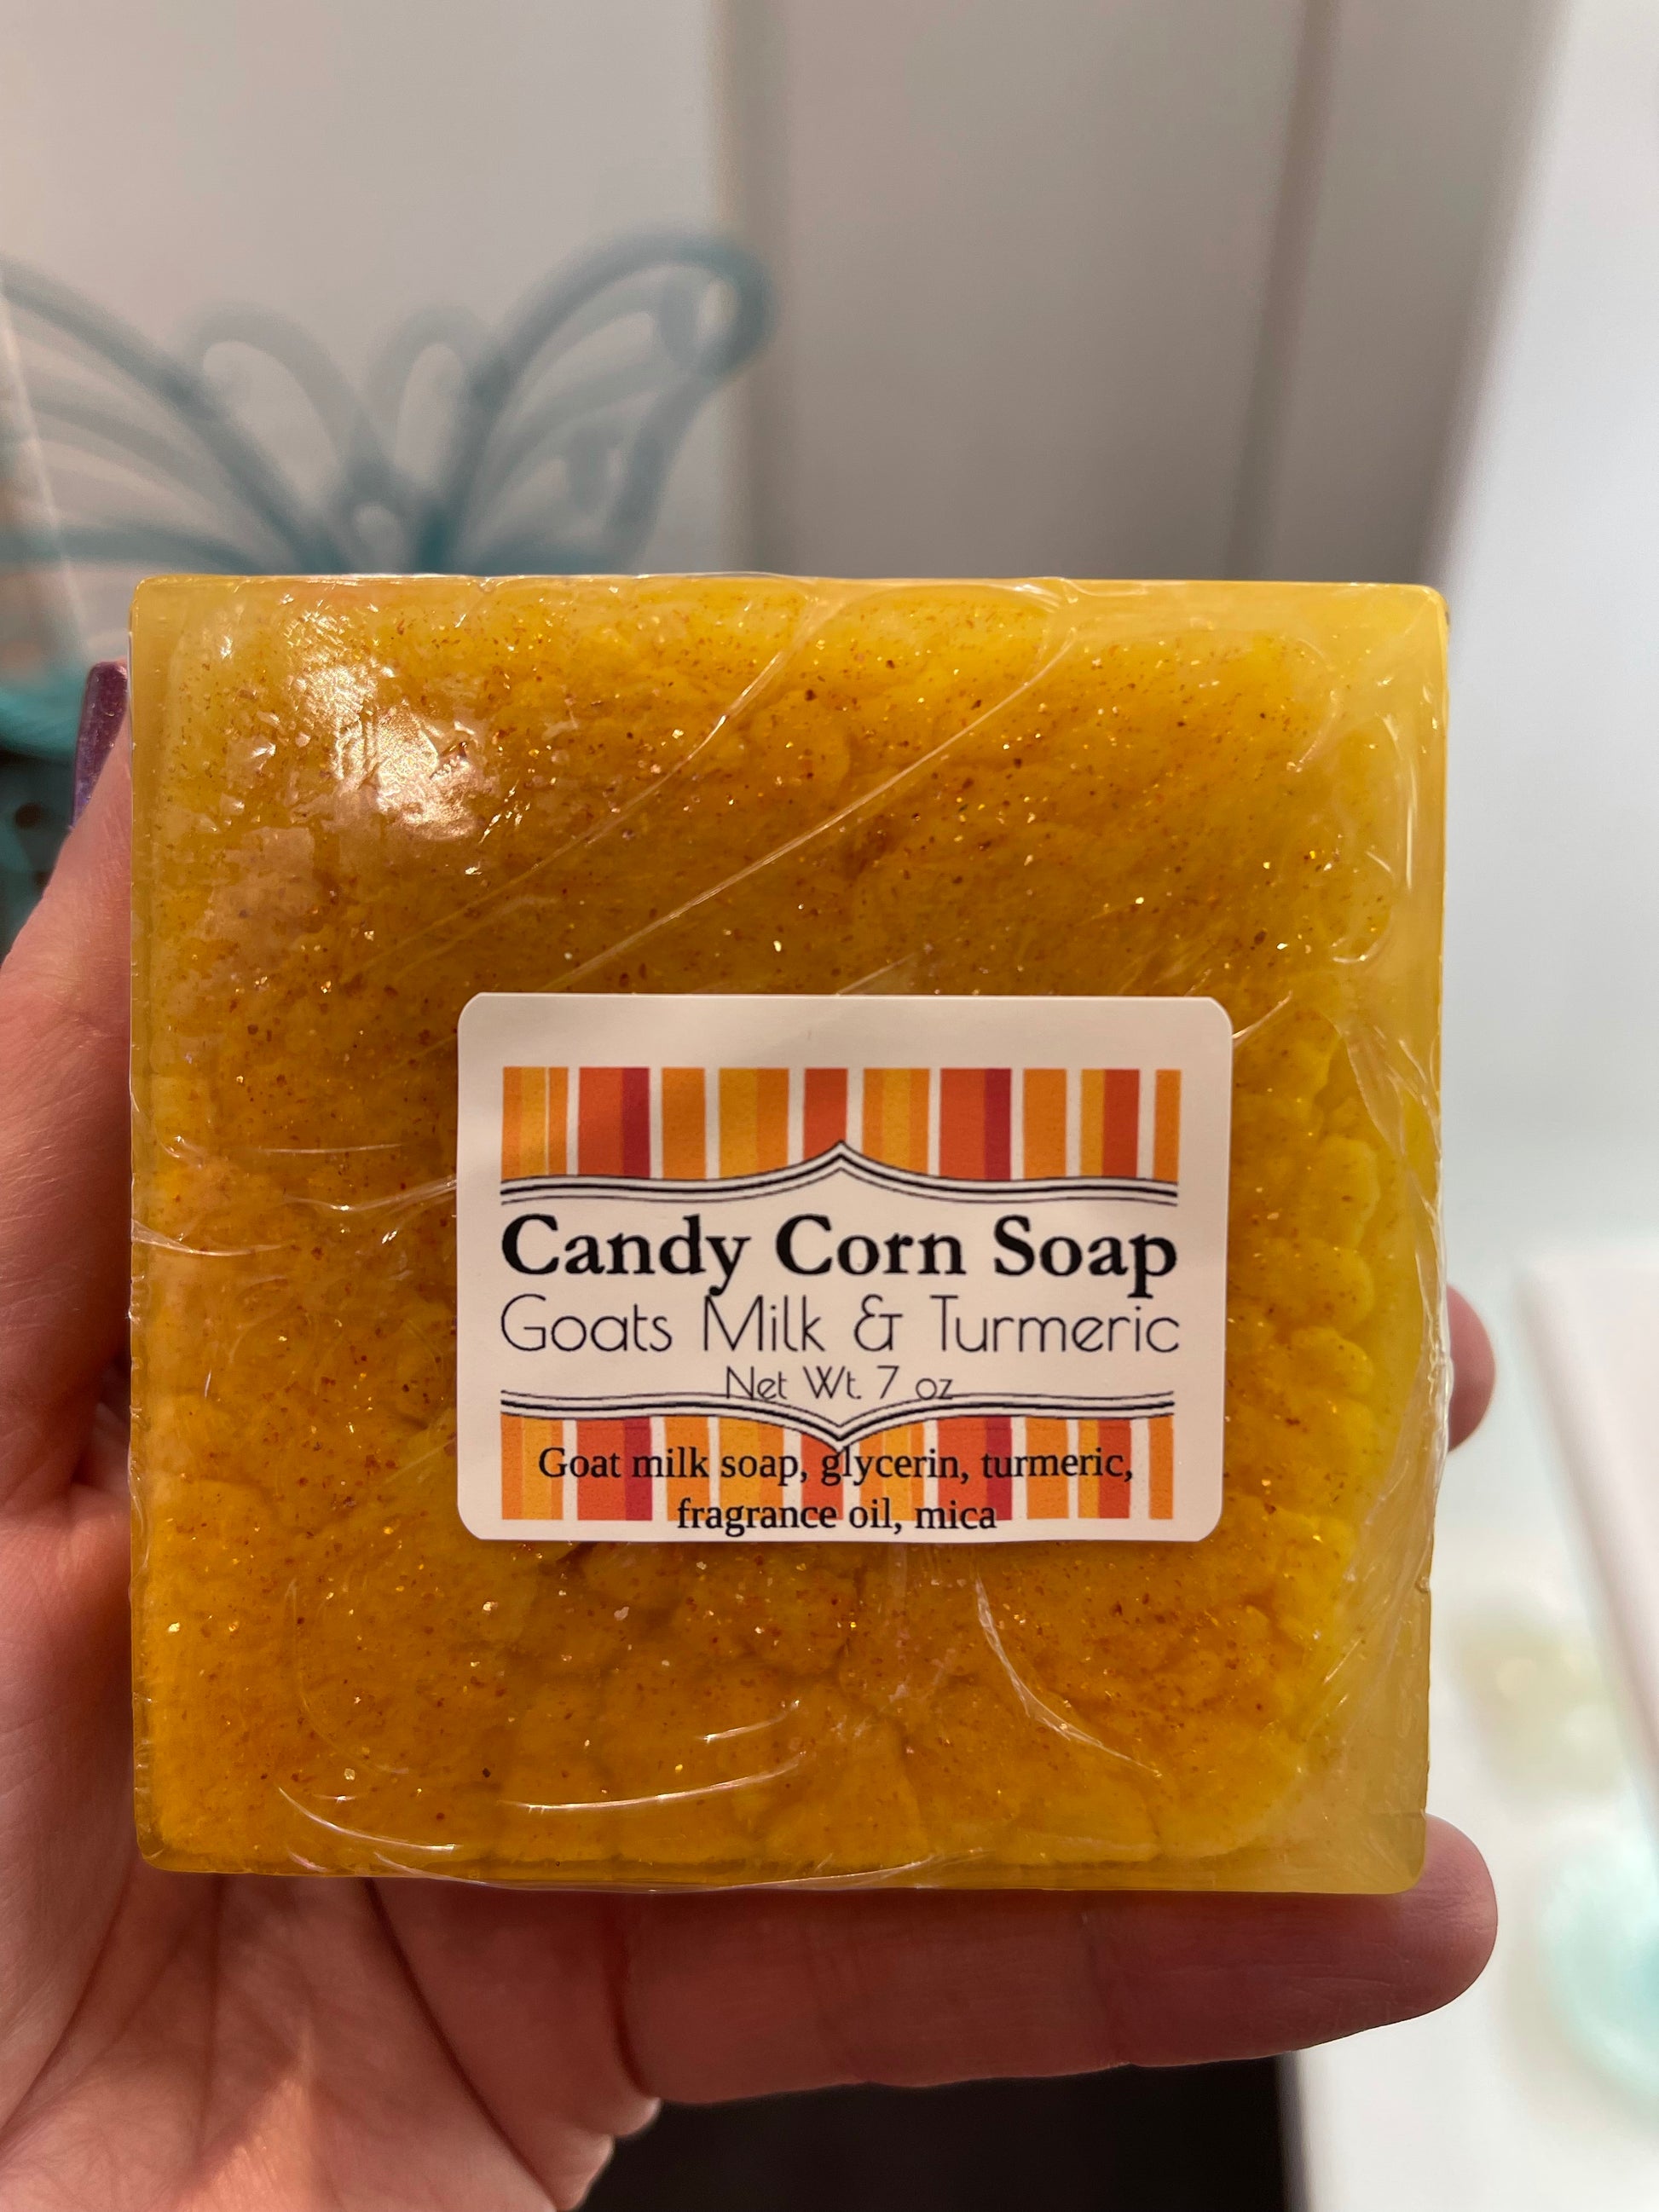 Candy Corn Soap
Goats Milk & Turmeric
Net Wt. 7 oz
Goat milk soap, glycerin, turmeric,
fragrance oil, mica